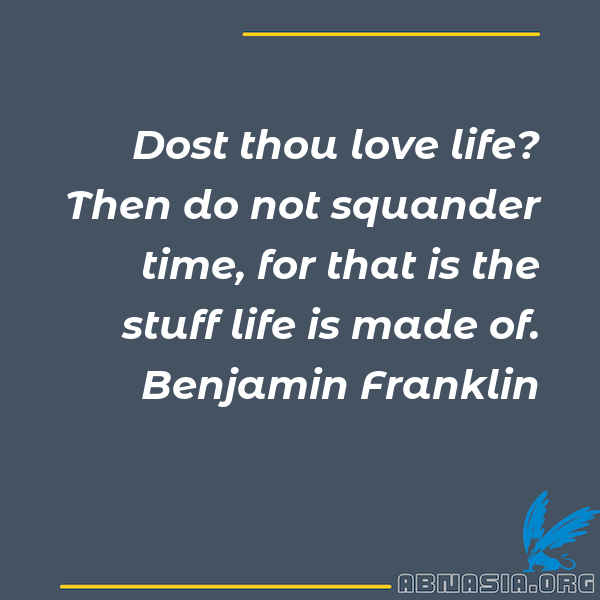 Dost thou love life?
Then do not squander
time, for that is the
stuff life is made of.
Benjamin Franklin
ABNASIA.ORG